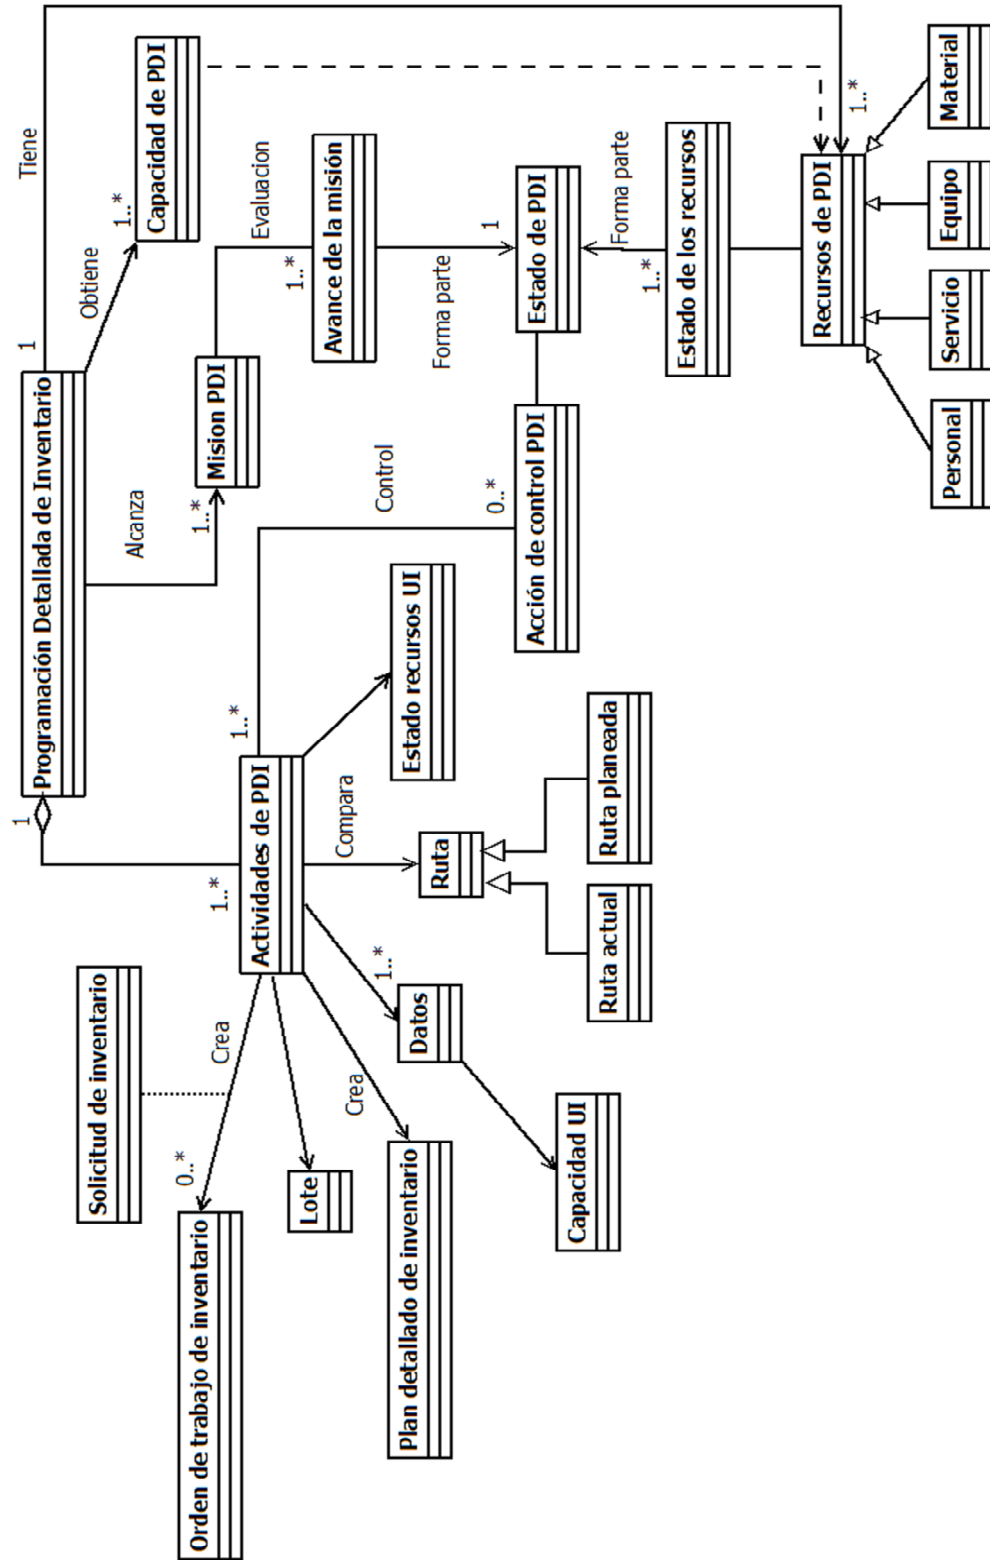 Solicitud de inventario
Orden de trabajo de inventario
0..*
Crea
Lote
Plan detallado de inventario
Crea
Datos
1..*
Capacidad UI
1
Programación Detallada de Inventario
1
Tiene
1..*
Actividades de PDI
1..*
Compara
Ruta
Ruta actual
Ruta planeada
Estado recursos UI
Alcanza
1..*
Mision PDI
Obtiene
1..*
Capacidad de PDI
Control
0..*
Acción de control PDI
Evaluacion
1..*
Avance de la misión
Forma parte
1
Estado de PDI
Forma parte
1..*
Estado de los recursos
Recursos de PDI
1..*
Personal
Servicio
Equipo
Material